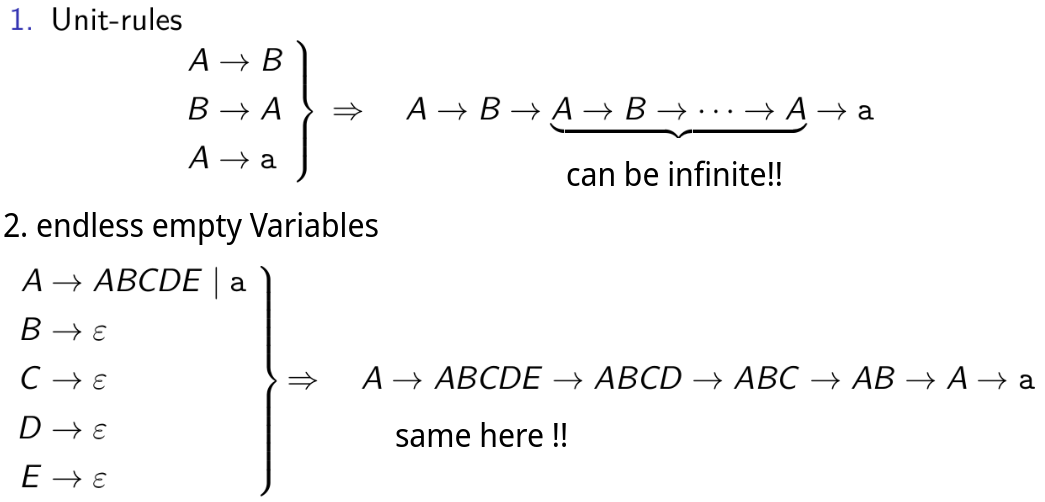 1. Unit-rules
A → B
B → A
A → a
⇒ A → B → A → B → ··· → A → a
can be infinite!!
2. endless empty Variables
A → ABCDE | a
B → ε
C → ε
D → ε
E → ε
⇒ A → ABCDE → ABCD → ABC → AB → A → a
same here !!